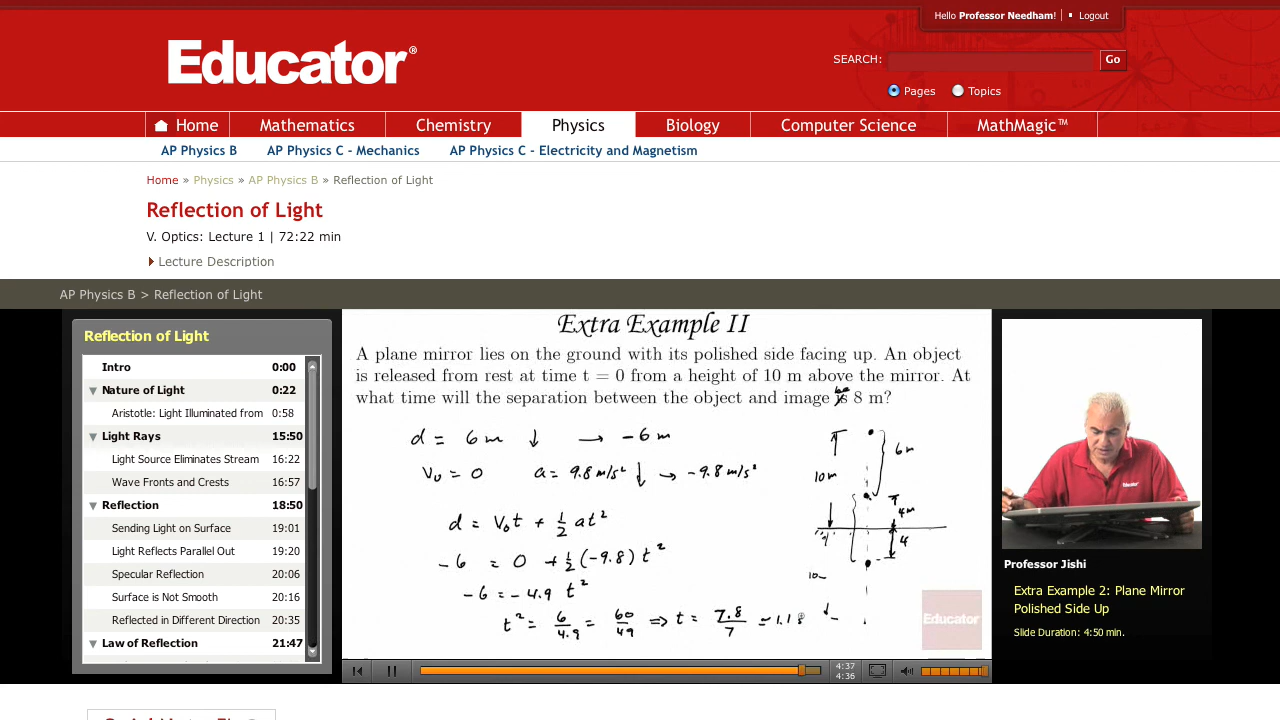 Hello Professor Needham! Logout
Educator®
SEARCH: Go
Pages Topics
Home Mathematics Chemistry Physics Biology Computer Science MathMagic™
AP Physics B AP Physics C - Mechanics AP Physics C - Electricity and Magnetism
Home » Physics » AP Physics B » Reflection of Light
Reflection of Light
V. Optics: Lecture 1 | 72:22 min
Lecture Description
AP Physics B > Reflection of Light
Reflection of Light
Intro 0:00
Nature of Light 0:22
Aristotle: Light Illuminated from 0:58
Light Rays 15:50
Light Source Eliminates Stream 16:22
Wave Fronts and Crests 16:57
Reflection 18:50
Sending Light on Surface 19:01
Light Reflects Parallel Out 19:20
Specular Reflection 20:06
Surface is Not Smooth 20:16
Reflected in Different Direction 20:35
Law of Reflection 21:47
Extra Example II
A plane mirror lies on the ground with its polished side facing up. An object
is released from rest at time t = 0 from a height of 10 m above the mirror. At
what time will the separation between the object and image be 8 m?
d = 6m ↓ → -6m
V₀ = 0 a = 9.8 m/s² ↓ → -9.8 m/s²
d = V₀t + 1/2 at²
-6 = 0 + 1/2 (-9.8) t²
-6 = -4.9 t²
t² = 6/4.9 = 60/49 ⇒ t = 7.8/7 = 1.1
6m
10m
4m
4
10
Educator
4:37
4:36
Professor Jishi
Extra Example 2: Plane Mirror
Polished Side Up
Slide Duration: 4:50 min.